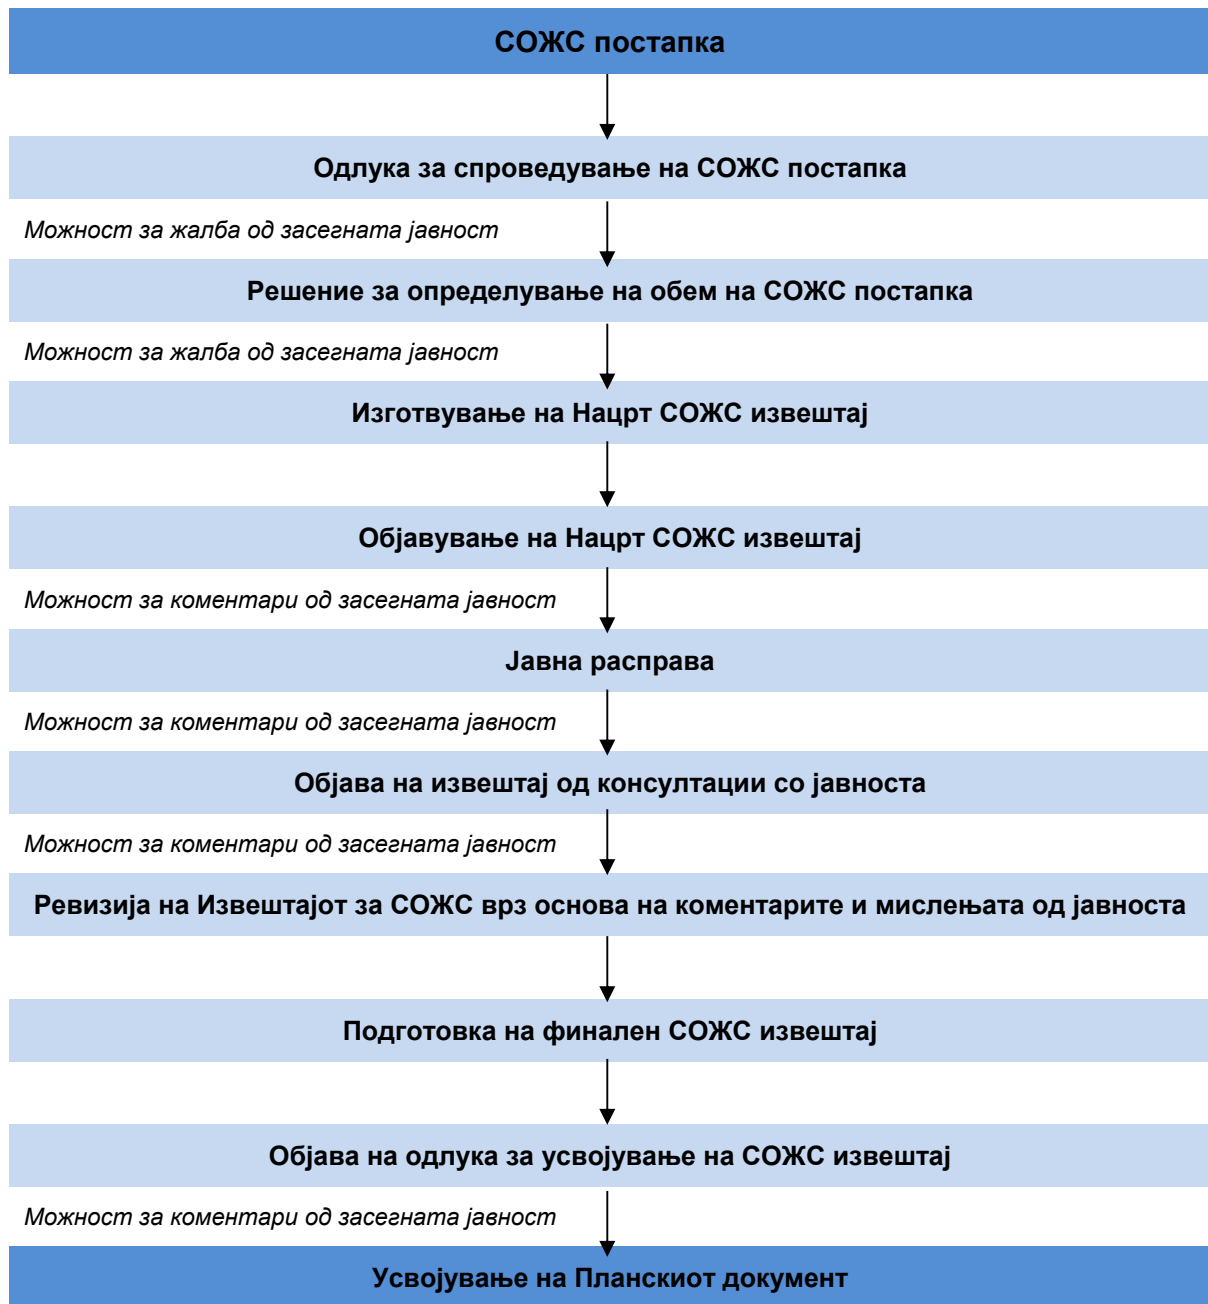 СОЖС постапка
Одлука за спроведување на СОЖС постапка
Можност за жалба од засегната јавност
Решение за определување на обем на СОЖС постапка
Можност за жалба од засегната јавност
Изготвување на Нацрт СОЖС извештај
Објавување на Нацрт СОЖС извештај
Можност за коментари од засегната јавност
Јавна расправа
Можност за коментари од засегната јавност
Објава на извештај од консултации со јавноста
Можност за коментари од засегната јавност
Ревизија на Извештајот за СОЖС врз основа на коментарите и мислењата од јавноста
Подготовка на финален СОЖС извештај
Објава на одлука за усвојување на СОЖС извештај
Можност за коментари од засегната јавност
Усвојување на Планскиот документ